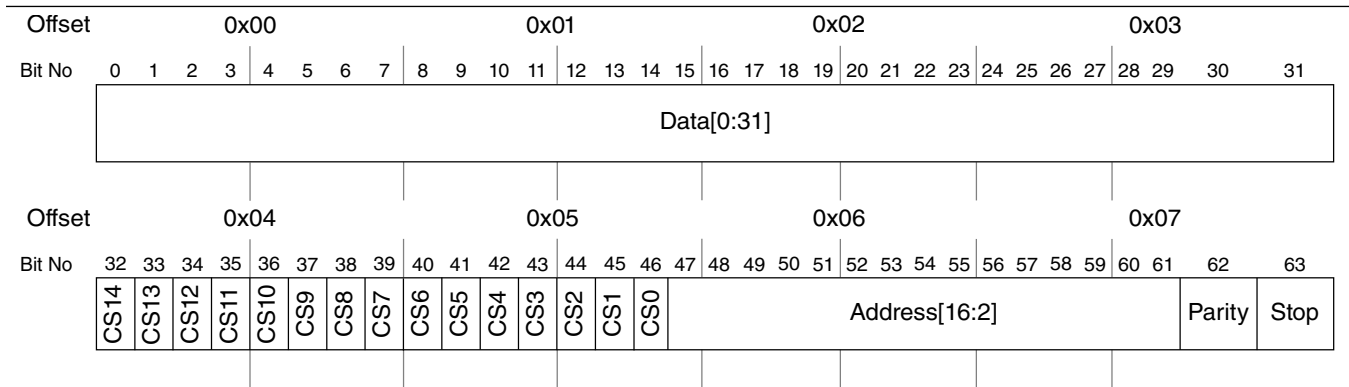 Offset 0x00 0x01 0x02 0x03
Bit No 0 1 2 3 4 5 6 7 8 9 10 11 12 13 14 15 16 17 18 19 20 21 22 23 24 25 26 27 28 29 30 31
Data[0:31]
Offset 0x04 0x05 0x06 0x07
Bit No 32 33 34 35 36 37 38 39 40 41 42 43 44 45 46 47 48 49 50 51 52 53 54 55 56 57 58 59 60 61 62 63
CS14 CS13 CS12 CS11 CS10 CS9 CS8 CS7 CS6 CS5 CS4 CS3 CS2 CS1 CS0 Address[16:2] Parity Stop